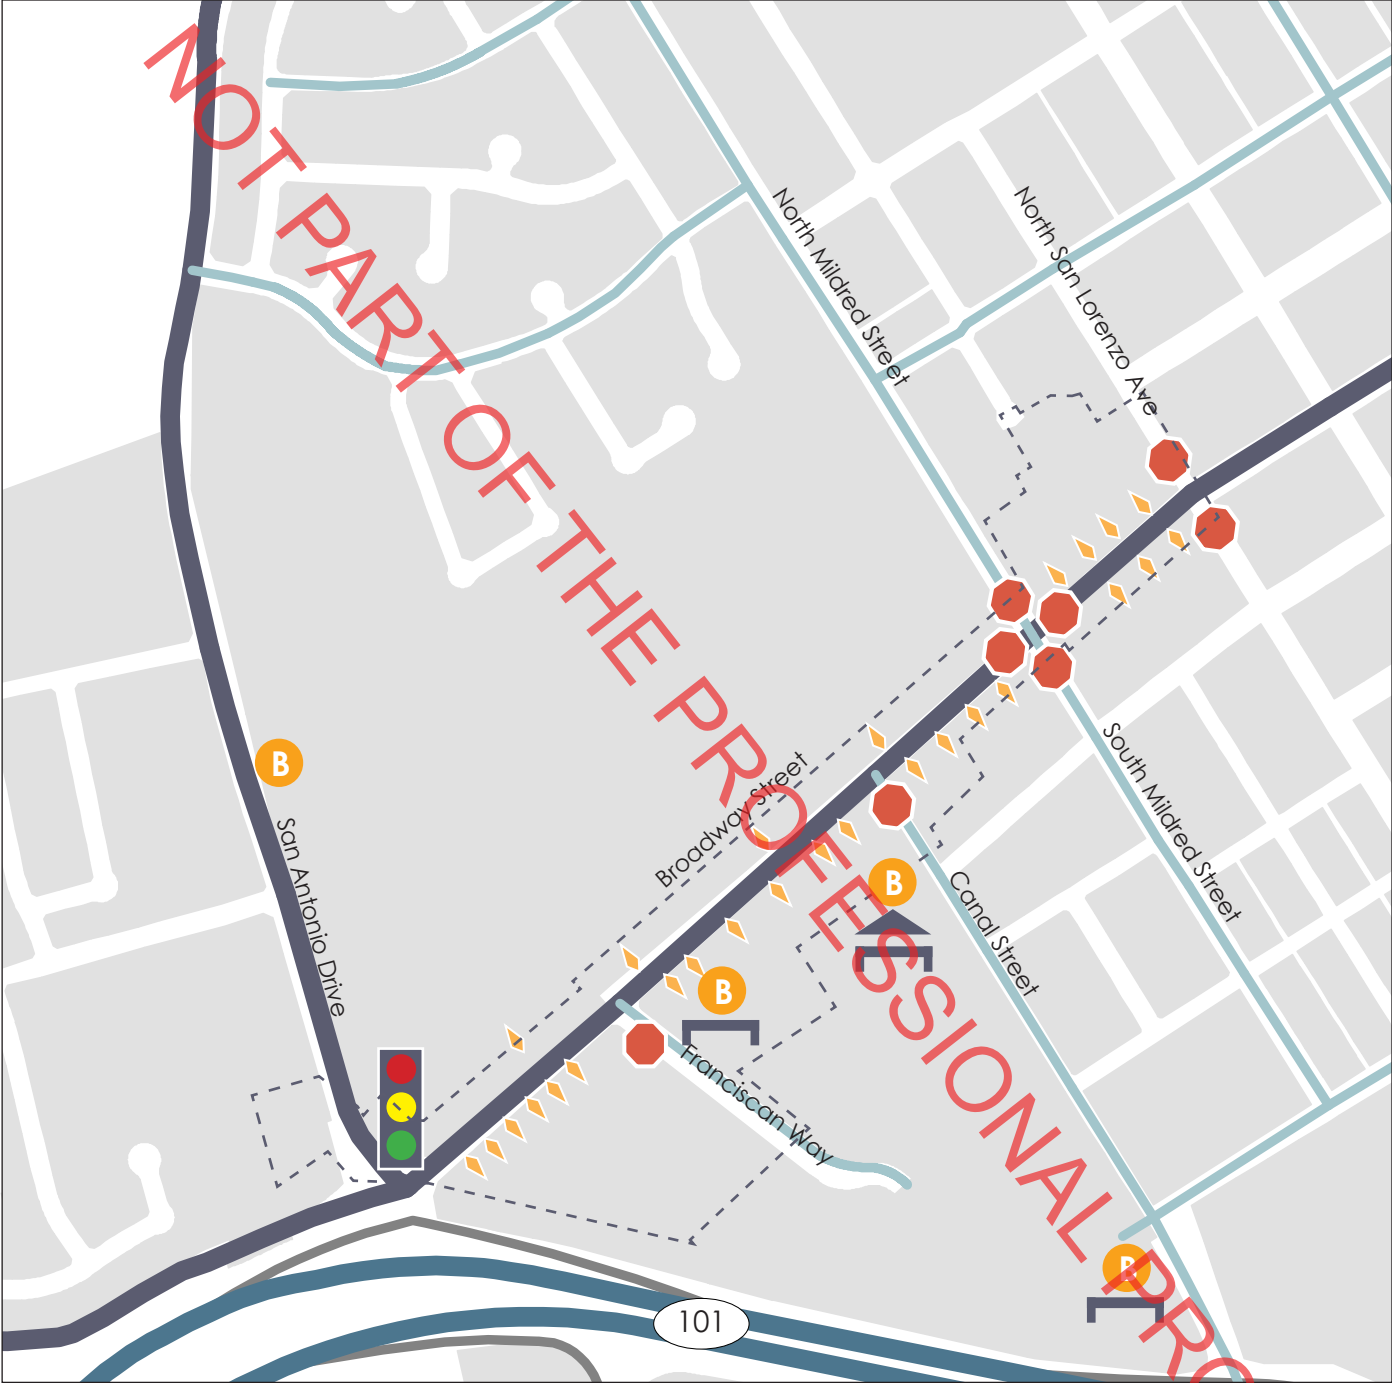 NOT PART OF THE PROFESSIONAL PRO
North Mildred Street
North San Lorenzo Ave
Broadway Street
South Mildred Street
B
San Antonio Drive
B
Canal Street
B
Franciscan Way
B
101